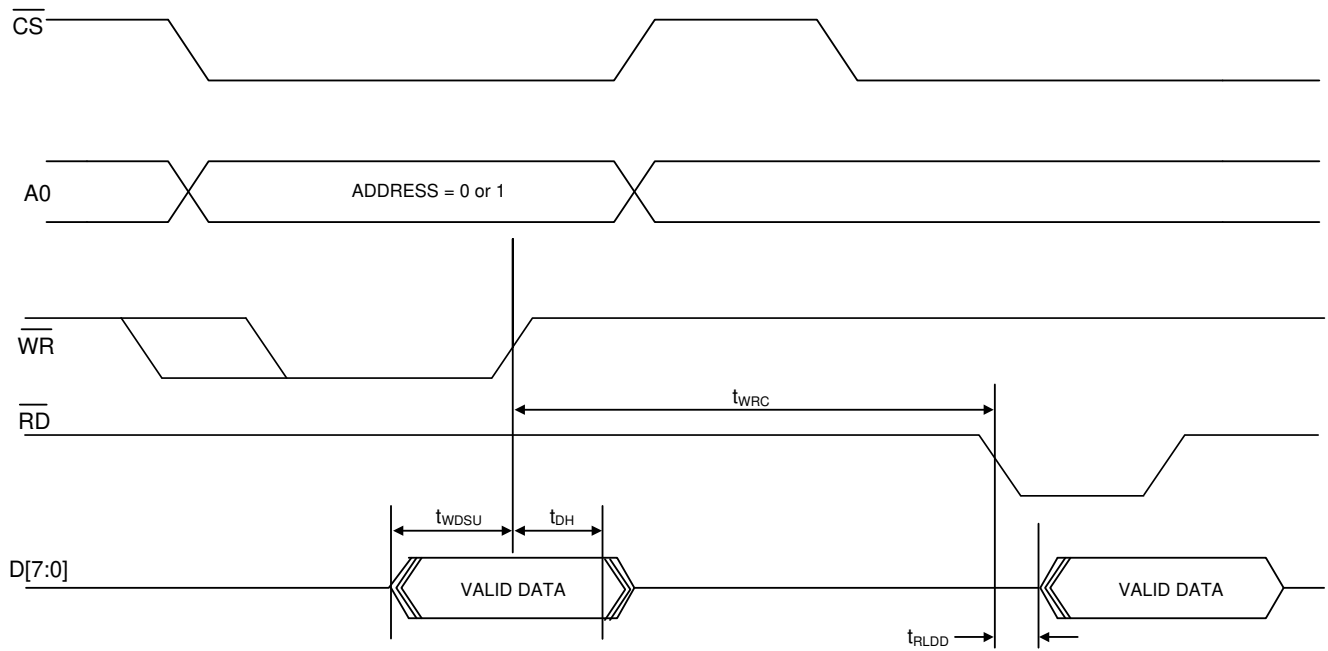 CS
A0
ADDRESS = 0 or 1
WR
tWRC
RD
tWDSU
tDH
D[7:0]
VALID DATA
VALID DATA
tRLDD